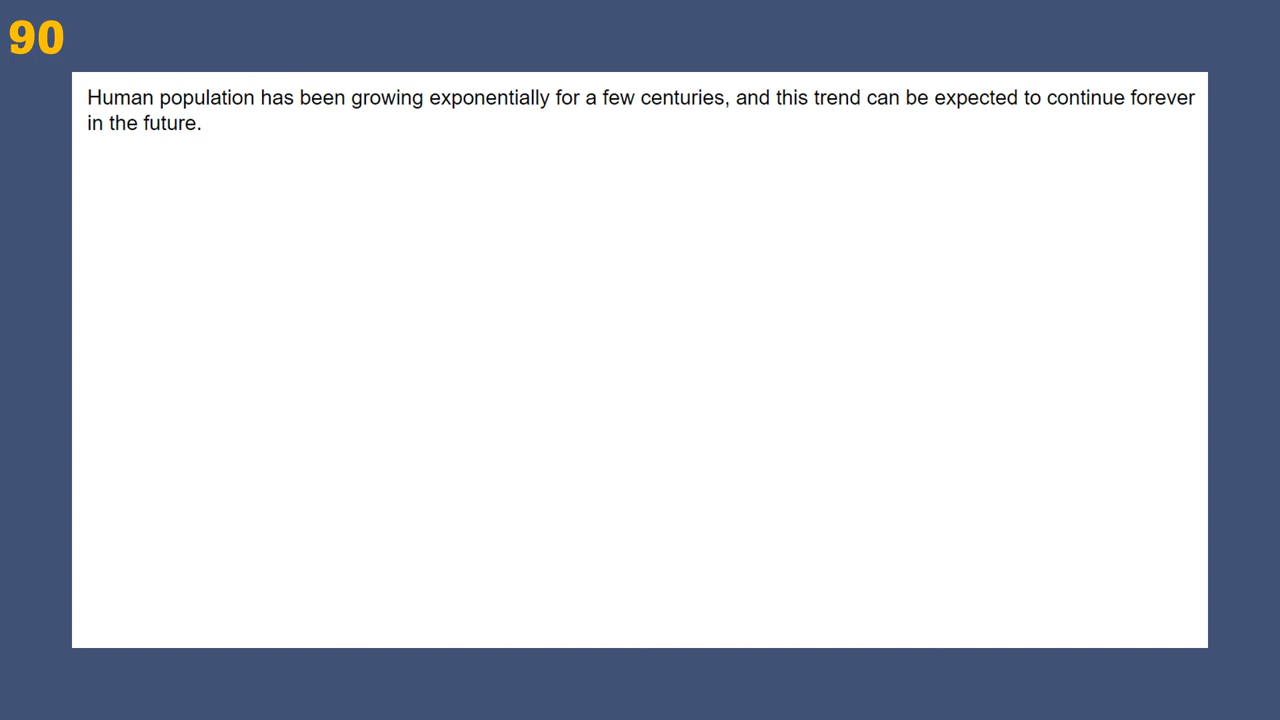 90
Human population has been growing exponentially for a few centuries, and this trend can be expected to continue forever
in the future.